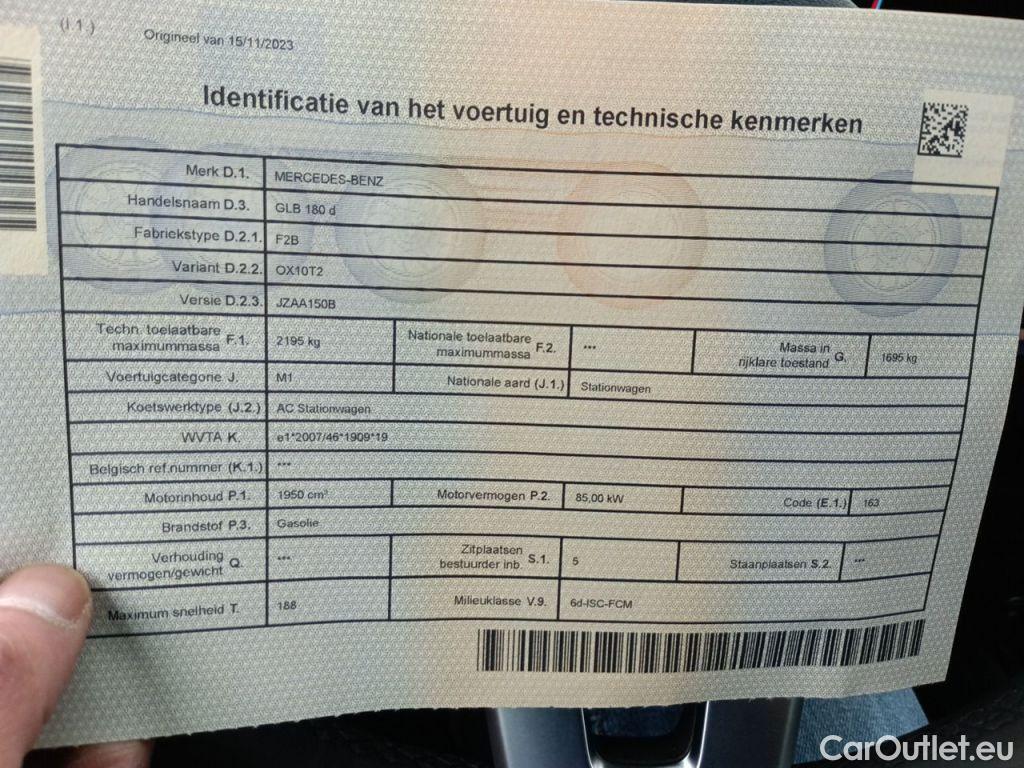 (I.1.)
Origineel van 15/11/2023
Identificatie van het voertuig en technische kenmerken
Merk D.1. MERCEDES-BENZ
Handelsnaam D.3. GLB 180 d
Fabriekstype D.2.1. F2B
Variant D.2.2. OX10T2
Versie D.2.3. JZAA150B
Techn. toelaatbare maximummassa F.1. 2195 kg Nationale toelaatbare maximummassa F.2. *** Massa in rijklare toestand G. 1695 kg
Voertuigcategorie J. M1 Nationale aard (J.1.) Stationwagen
Koetswerktype (J.2.) AC Stationwagen
WVTA K. e1*2007/46*1909*19
Belgisch ref.nummer (K.1.) ***
Motorinhoud P.1. 1950 cm³ Motorvermogen P.2. 85,00 kW Code (E.1.) 163
Brandstof P.3. Gasolie
Verhouding vermogen/gewicht Q. *** Zitplaatsen bestuurder inb. S.1. 5 Staanplaatsen S.2. ***
Maximum snelheid T. 188 Milieuklasse V.9. 6d-ISC-FCM
CarOutlet.eu